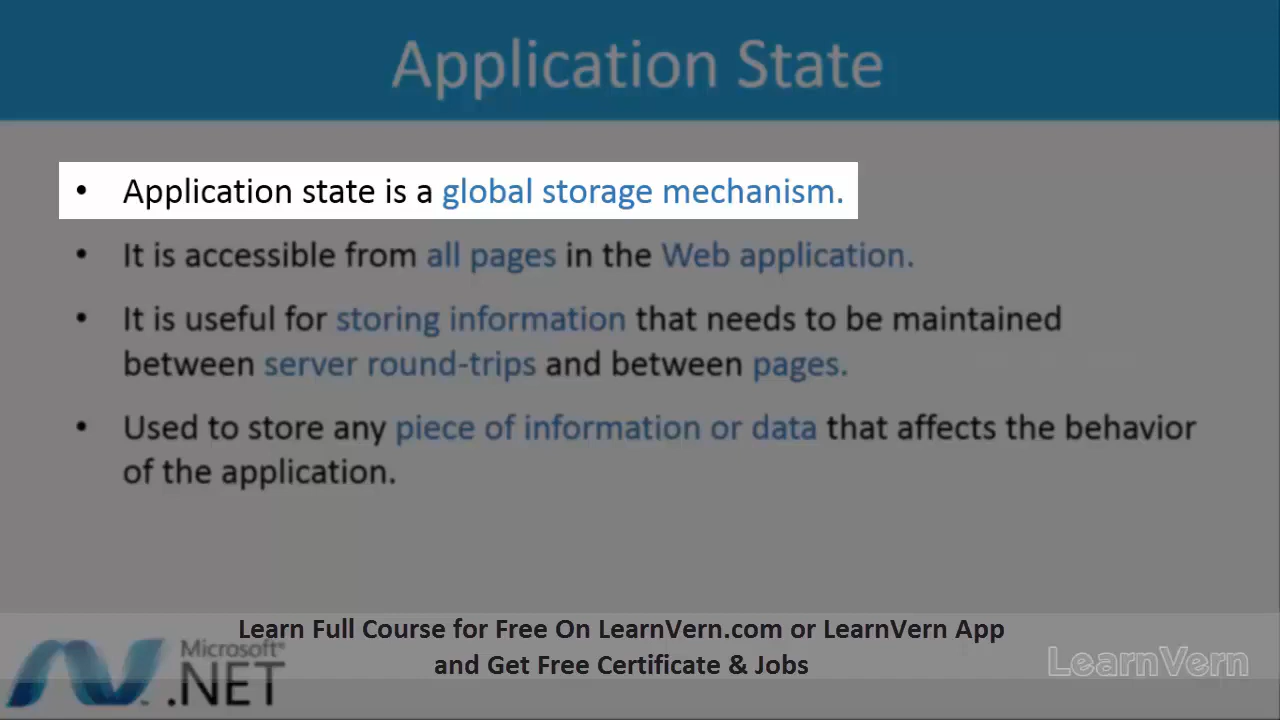 Application State
• Application state is a global storage mechanism.
• It is accessible from all pages in the Web application.
• It is useful for storing information that needs to be maintained
between server round-trips and between pages.
• Used to store any piece of information or data that affects the behavior
of the application.
Learn Full Course for Free On LearnVern.com or LearnVern App
and Get Free Certificate & Jobs
Microsoft®
.NET
LearnVern